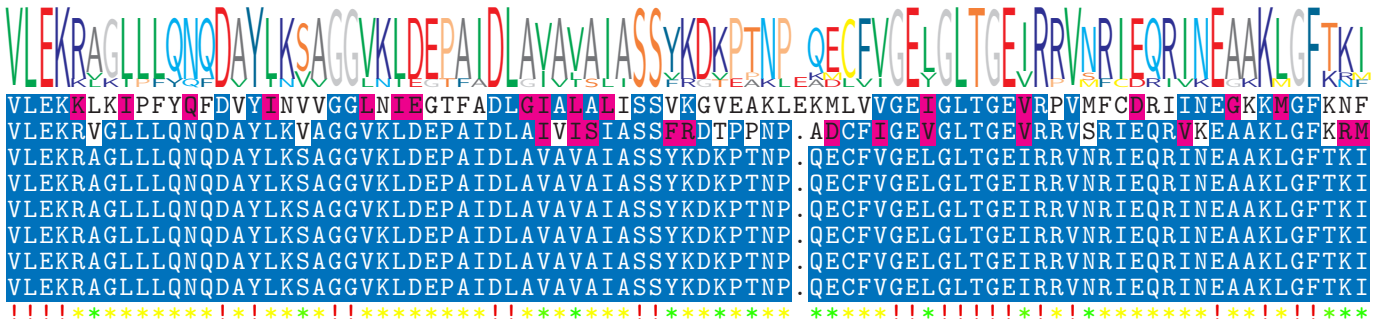 VLEKRAGLLLQNQDAYLKSAGGVKLDEPAIDLAVAVAIASSYKDKPTNP QECFVGELGLTGEIRRVNRIEQRINEAAKLGFTKI
VLEKKLKIPFYQFDVYINVVGGLNIEGTFADLGIALALISSVKGVEAKLEKMLVVGEIGLTGEVRPVMFCDRIINEGKKMGFKNF
VLEKRVGLLLQNQDAYLKVAGGVKLDEPAIDLAIVISIASSFRDTPPNP.ADCFIGEVGLTGEVRRVSRIEQRVKEAAKLGFKRM
VLEKRAGLLLQNQDAYLKSAGGVKLDEPAIDLAVAVAIASSYKDKPTNP.QECFVGELGLTGEIRRVNRIEQRINEAAKLGFTKI
VLEKRAGLLLQNQDAYLKSAGGVKLDEPAIDLAVAVAIASSYKDKPTNP.QECFVGELGLTGEIRRVNRIEQRINEAAKLGFTKI
VLEKRAGLLLQNQDAYLKSAGGVKLDEPAIDLAVAVAIASSYKDKPTNP.QECFVGELGLTGEIRRVNRIEQRINEAAKLGFTKI
VLEKRAGLLLQNQDAYLKSAGGVKLDEPAIDLAVAVAIASSYKDKPTNP.QECFVGELGLTGEIRRVNRIEQRINEAAKLGFTKI
VLEKRAGLLLQNQDAYLKSAGGVKLDEPAIDLAVAVAIASSYKDKPTNP.QECFVGELGLTGEIRRVNRIEQRINEAAKLGFTKI
VLEKRAGLLLQNQDAYLKSAGGVKLDEPAIDLAVAVAIASSYKDKPTNP.QECFVGELGLTGEIRRVNRIEQRINEAAKLGFTKI
!!!!*********!*!****!!********!!*******!!******** *****!!*!!!!!*!*!********!**!*!!***